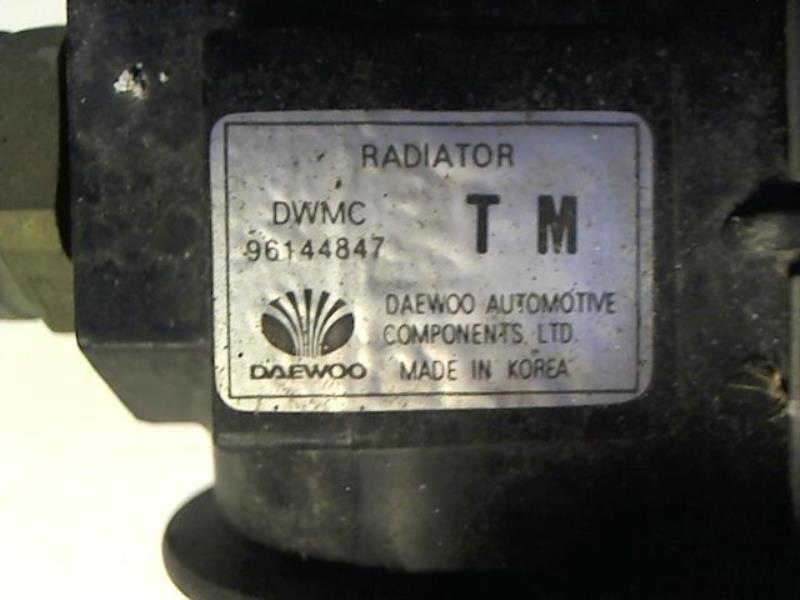 RADIATOR
DWMC T M
96144847
DAEWOO AUTOMOTIVE
COMPONENTS, LTD.
DAEWOO MADE IN KOREA